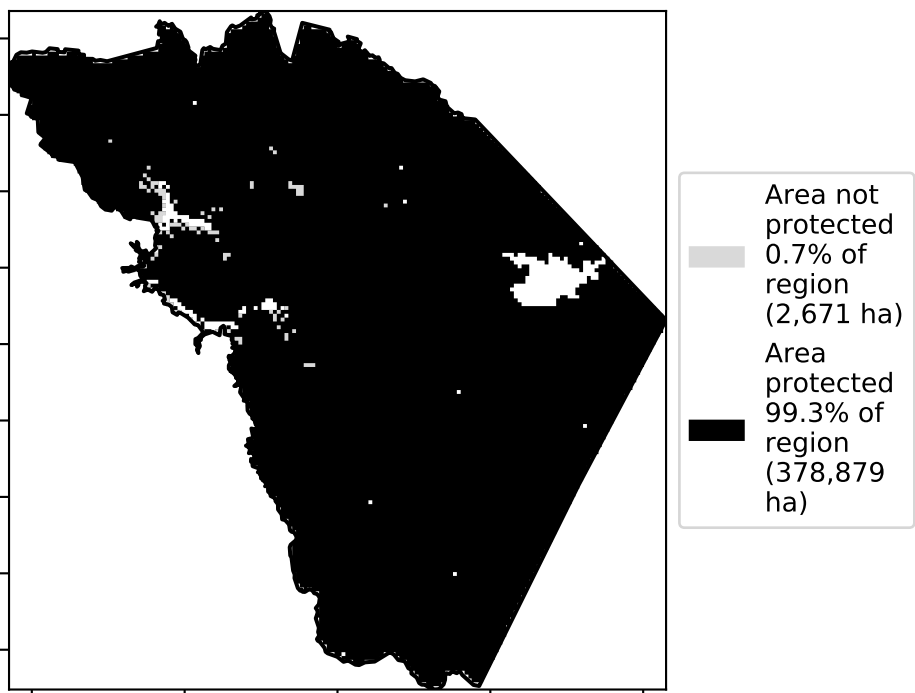 Area not
protected
0.7% of
region
(2,671 ha)
Area
protected
99.3% of
region
(378,879
ha)